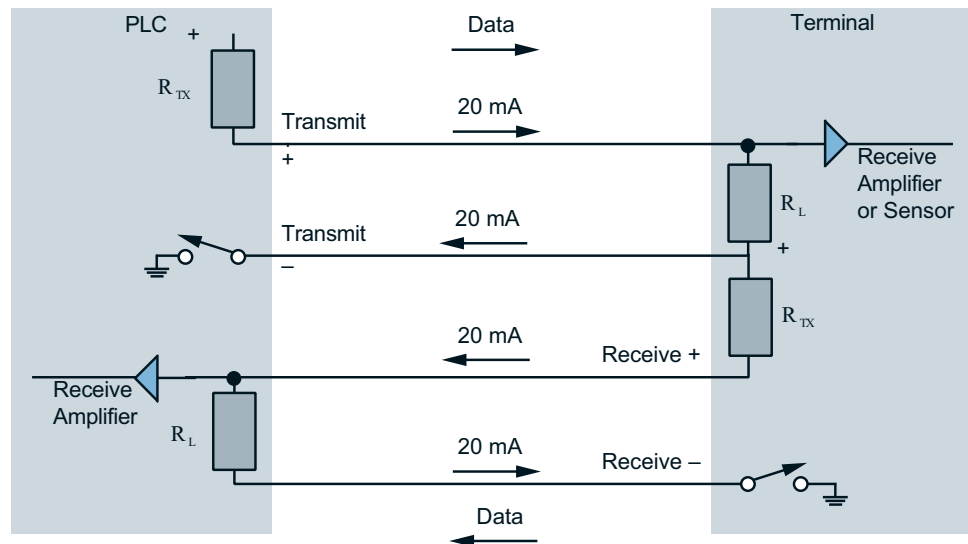 PLC
+
Data
Terminal
R TX
20 mA
Transmit
+
Receive
Amplifier
or Sensor
R L
20 mA
Transmit
–
+
R TX
20 mA
Receive +
Receive
Amplifier
R L
20 mA
Receive –
Data